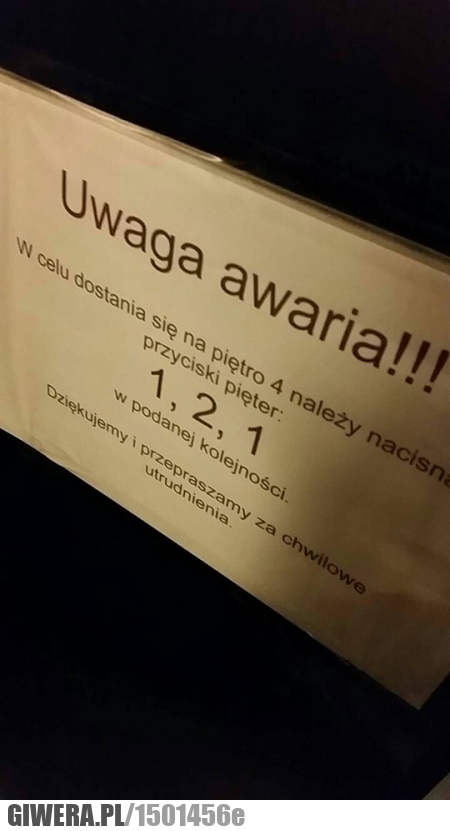 Uwaga awaria!!!
W celu dostania się na piętro 4 należy nacisną
przyciski pięter:
1, 2, 1
w podanej kolejności.
Dziękujemy i przepraszamy za chwilowe
utrudnienia.
GIWERA.PL/1501456e